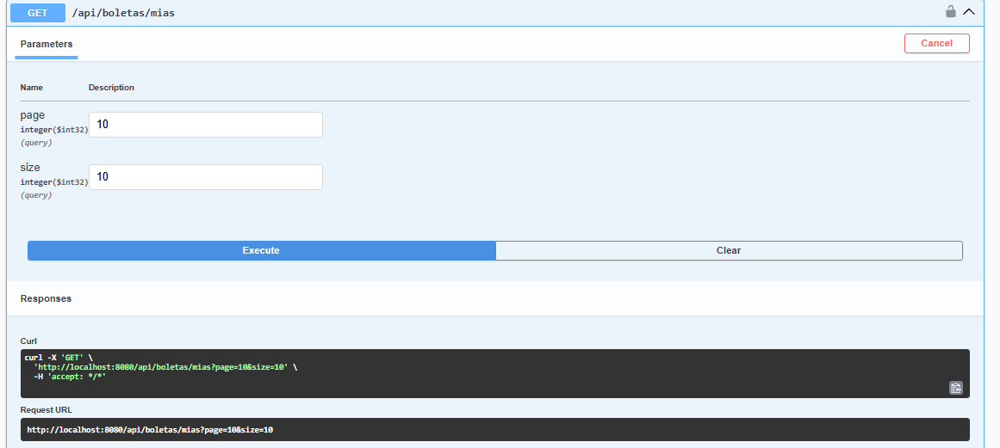 GET /api/boletas/mias
Parameters
Cancel
Name Description
page
integer($int32)
(query)
10
size
integer($int32)
(query)
10
Execute Clear
Responses
Curl
curl -X 'GET' \
  'http://localhost:8080/api/boletas/mias?page=10&size=10' \
  -H 'accept: */*'
Request URL
http://localhost:8080/api/boletas/mias?page=10&size=10